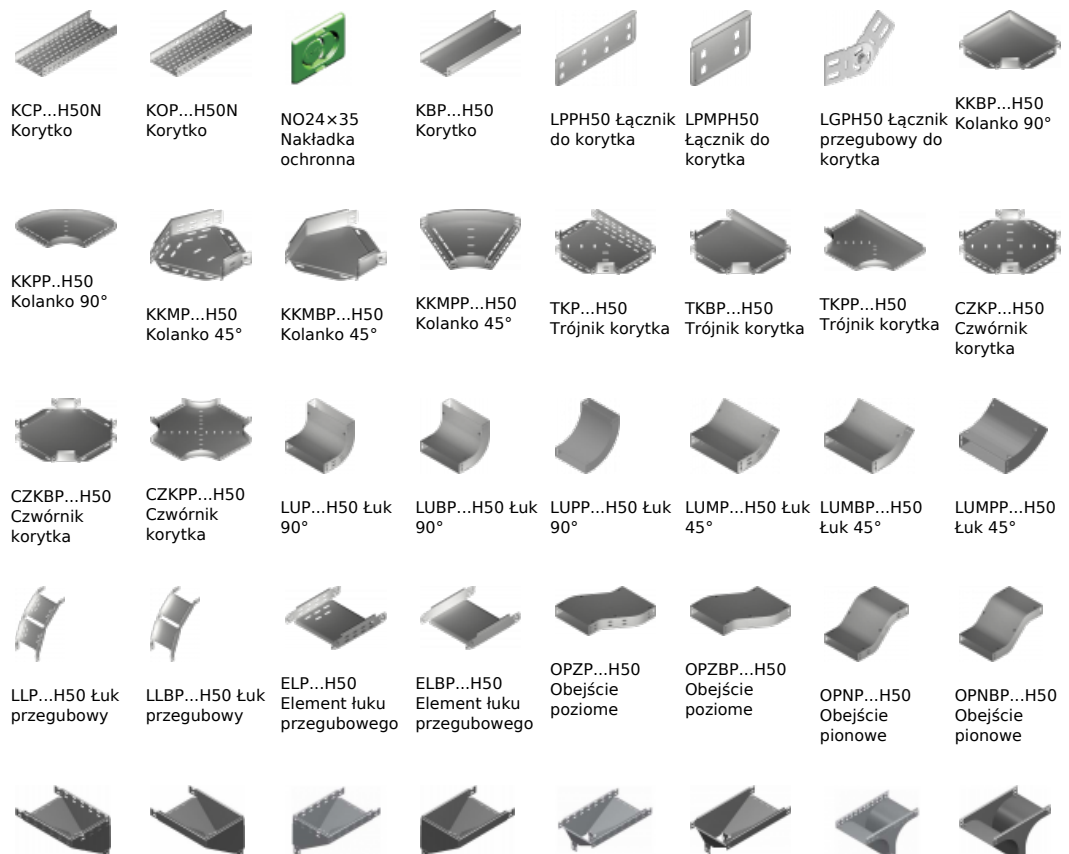 KCP...H50N
Korytko
KOP...H50N
Korytko
NO24×35
Nakładka
ochronna
KBP...H50
Korytko
LPPH50 Łącznik
do korytka
LPMPH50
Łącznik do
korytka
LGPH50 Łącznik
przegubowy do
korytka
KKBP...H50
Kolanko 90°
KKPP..H50
Kolanko 90°
KKMP...H50
Kolanko 45°
KKMBP...H50
Kolanko 45°
KKMPP...H50
Kolanko 45°
TKP...H50
Trójnik korytka
TKBP...H50
Trójnik korytka
TKPP...H50
Trójnik korytka
CZKP...H50
Czwórnik
korytka
CZKBP...H50
Czwórnik
korytka
CZKPP...H50
Czwórnik
korytka
LUP...H50 Łuk
90°
LUBP...H50 Łuk
90°
LUPP...H50 Łuk
90°
LUMP...H50 Łuk
45°
LUMBP...H50
Łuk 45°
LUMPP...H50
Łuk 45°
LLP...H50 Łuk
przegubowy
LLBP...H50 Łuk
przegubowy
ELP...H50
Element łuku
przegubowego
ELBP...H50
Element łuku
przegubowego
OPZP...H50
Obejście
poziome
OPZBP...H50
Obejście
poziome
OPNP...H50
Obejście
pionowe
OPNBP...H50
Obejście
pionowe